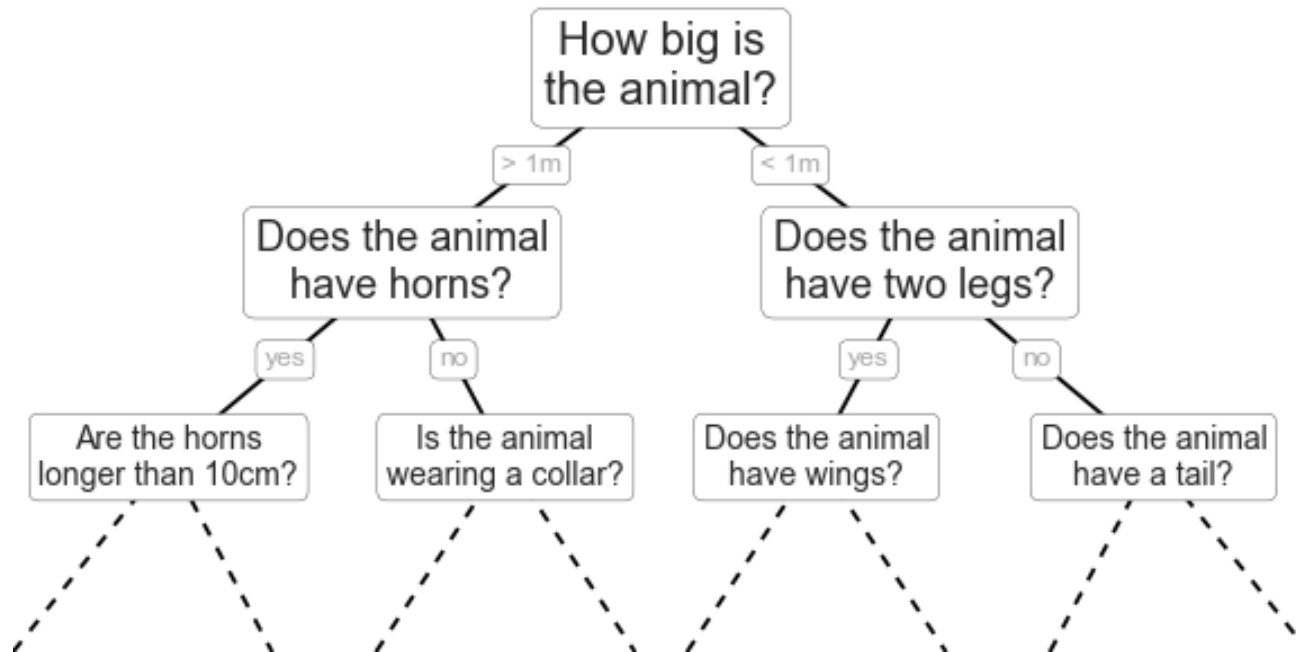 How big is
the animal?
> 1m
< 1m
Does the animal
have horns?
Does the animal
have two legs?
yes
no
yes
no
Are the horns
longer than 10cm?
Is the animal
wearing a collar?
Does the animal
have wings?
Does the animal
have a tail?